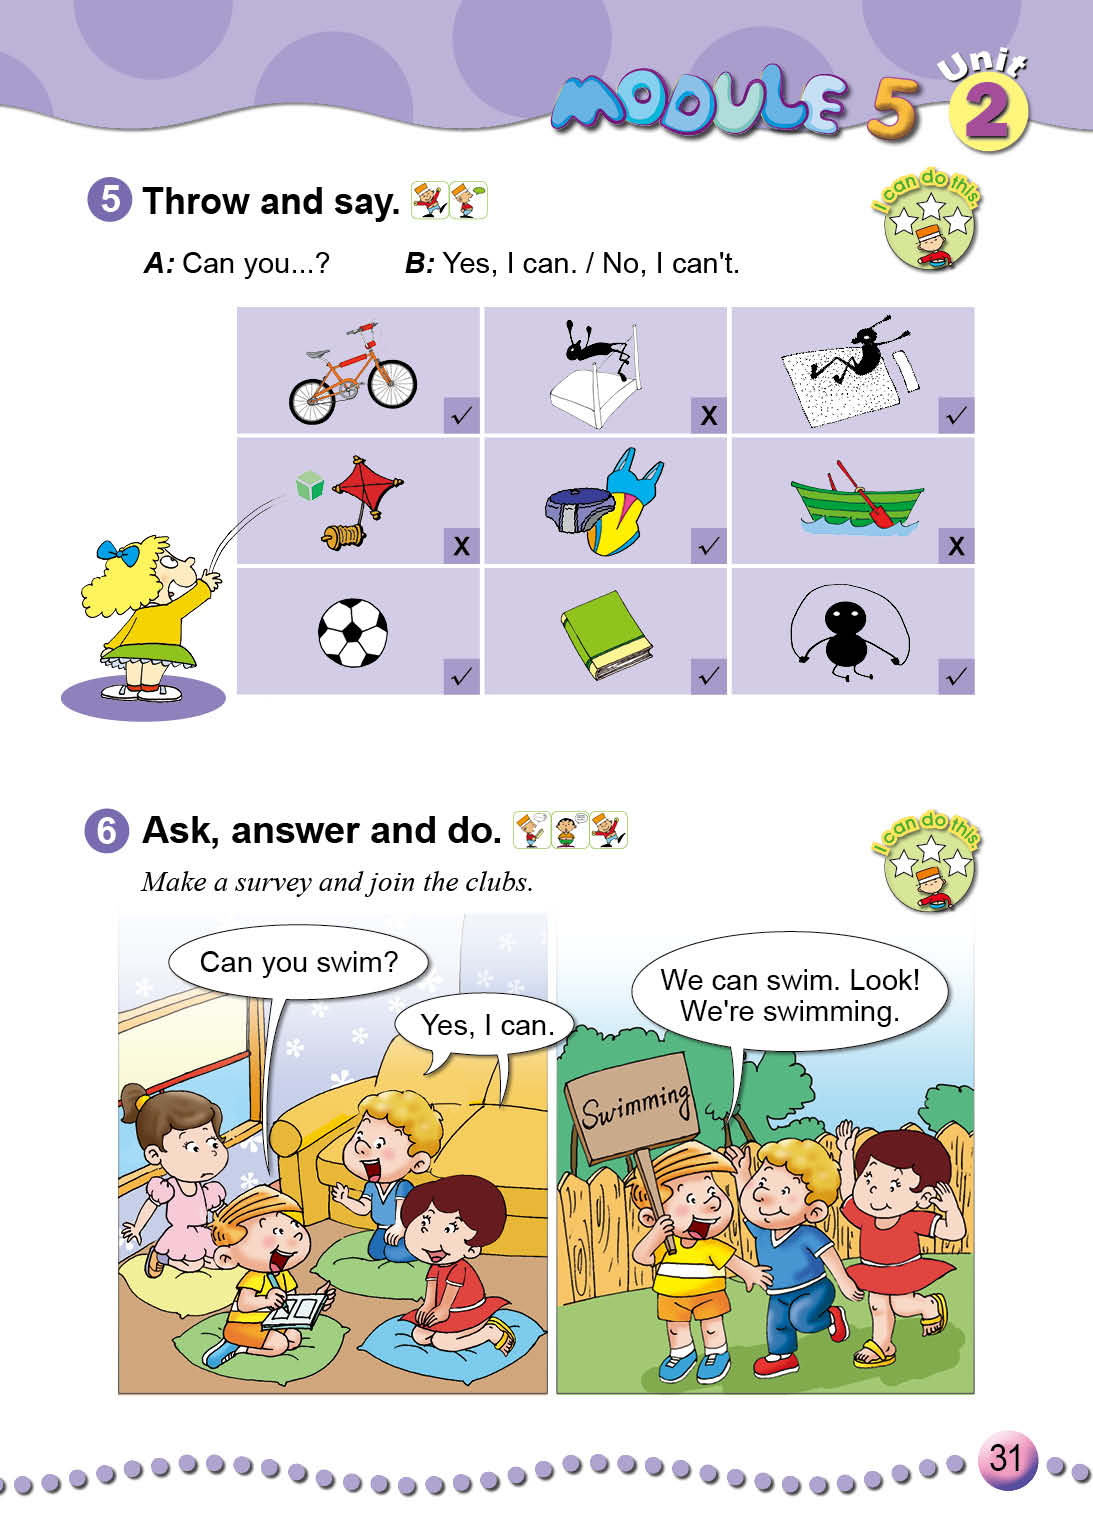 MODULE 5 Unit 2
5 Throw and say.
I can do this.
A: Can you...? B: Yes, I can. / No, I can't.
✓ X ✓
X ✓ X
✓ ✓ ✓
6 Ask, answer and do.
I can do this.
Make a survey and join the clubs.
Can you swim?
Yes, I can.
We can swim. Look!
We're swimming.
Swimming
31